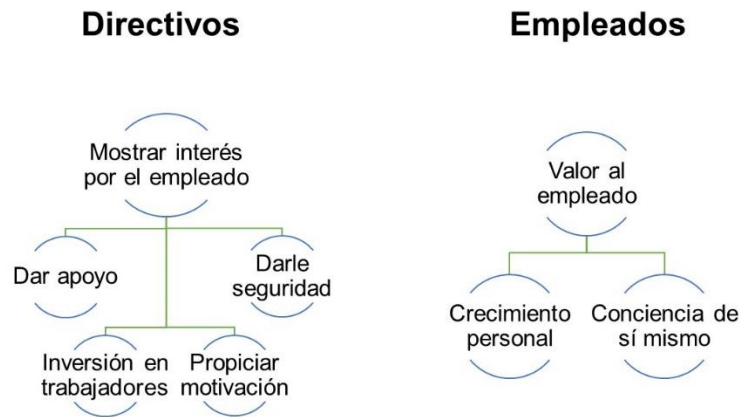 Directivos
Mostrar interés
por el empleado
Dar apoyo
Darle
seguridad
Inversión en
trabajadores
Propiciar
motivación
Empleados
Valor al
empleado
Crecimiento
personal
Conciencia de
sí mismo